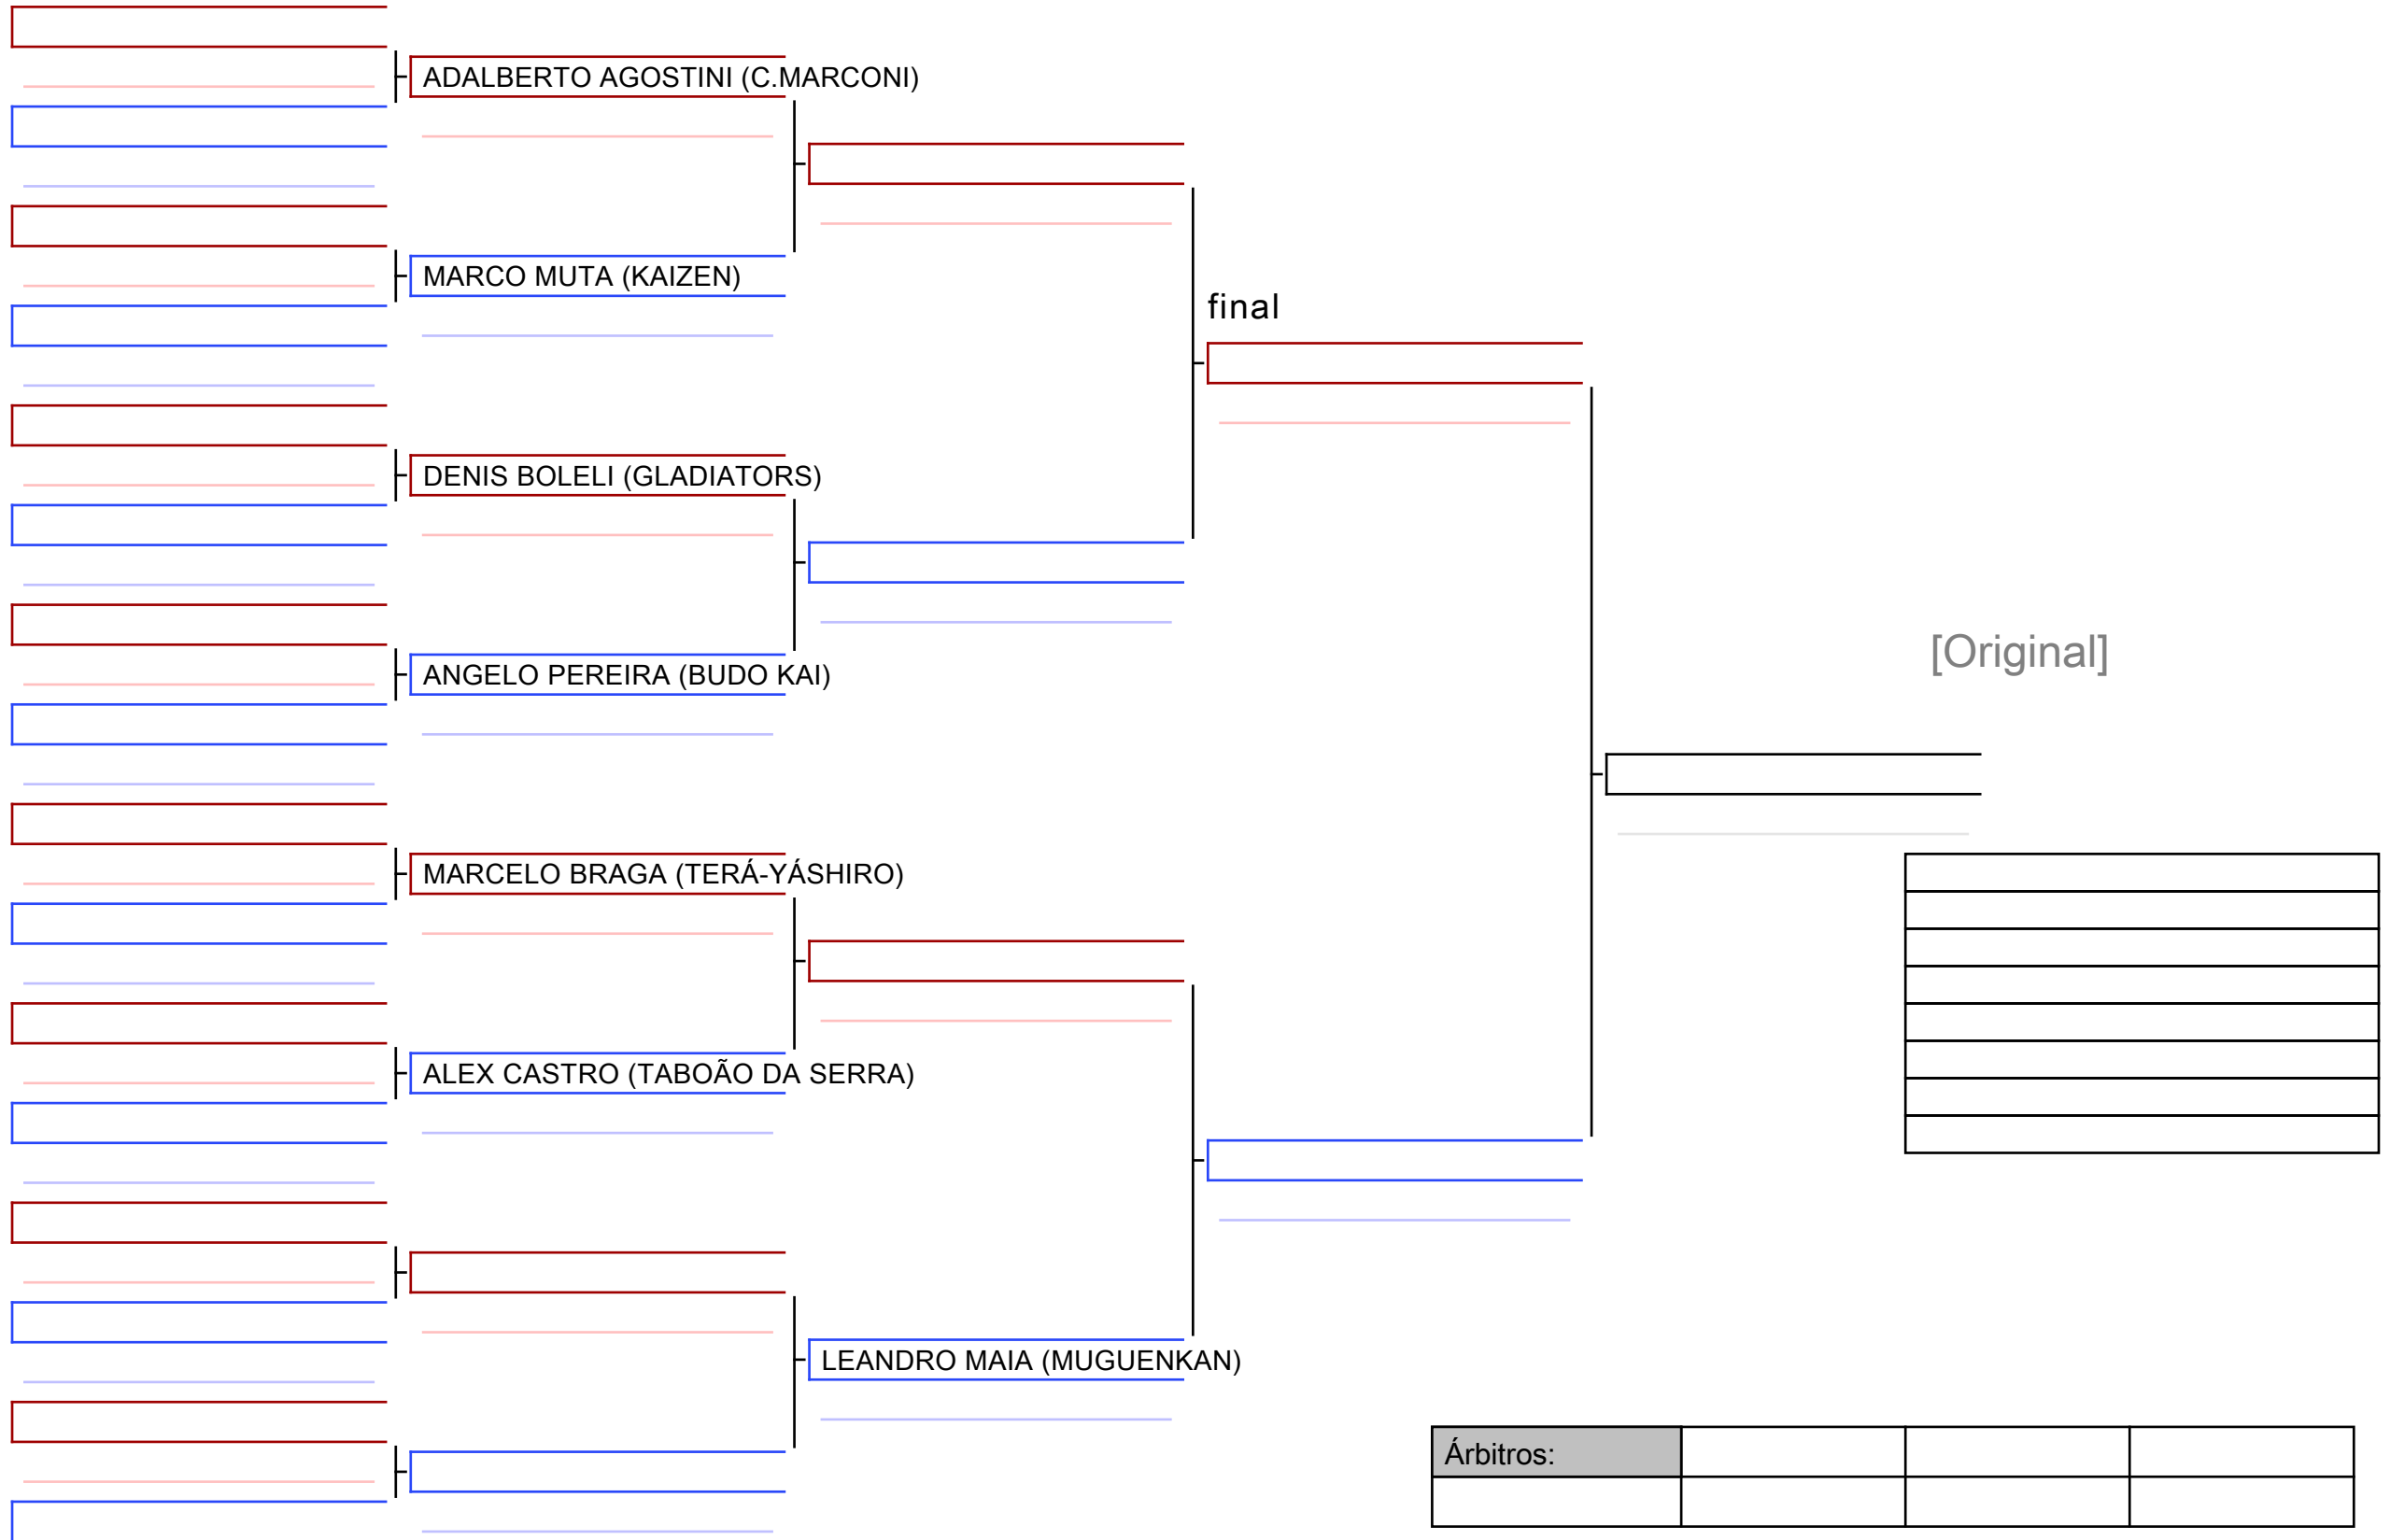 ADALBERTO AGOSTINI (C.MARCONI)
MARCO MUTA (KAIZEN)
final
DENIS BOLELI (GLADIATORS)
[Original]
ANGELO PEREIRA (BUDO KAI)
MARCELO BRAGA (TERÁ-YÁSHIRO)
ALEX CASTRO (TABOÃO DA SERRA)
LEANDRO MAIA (MUGUENKAN)
Árbitros: